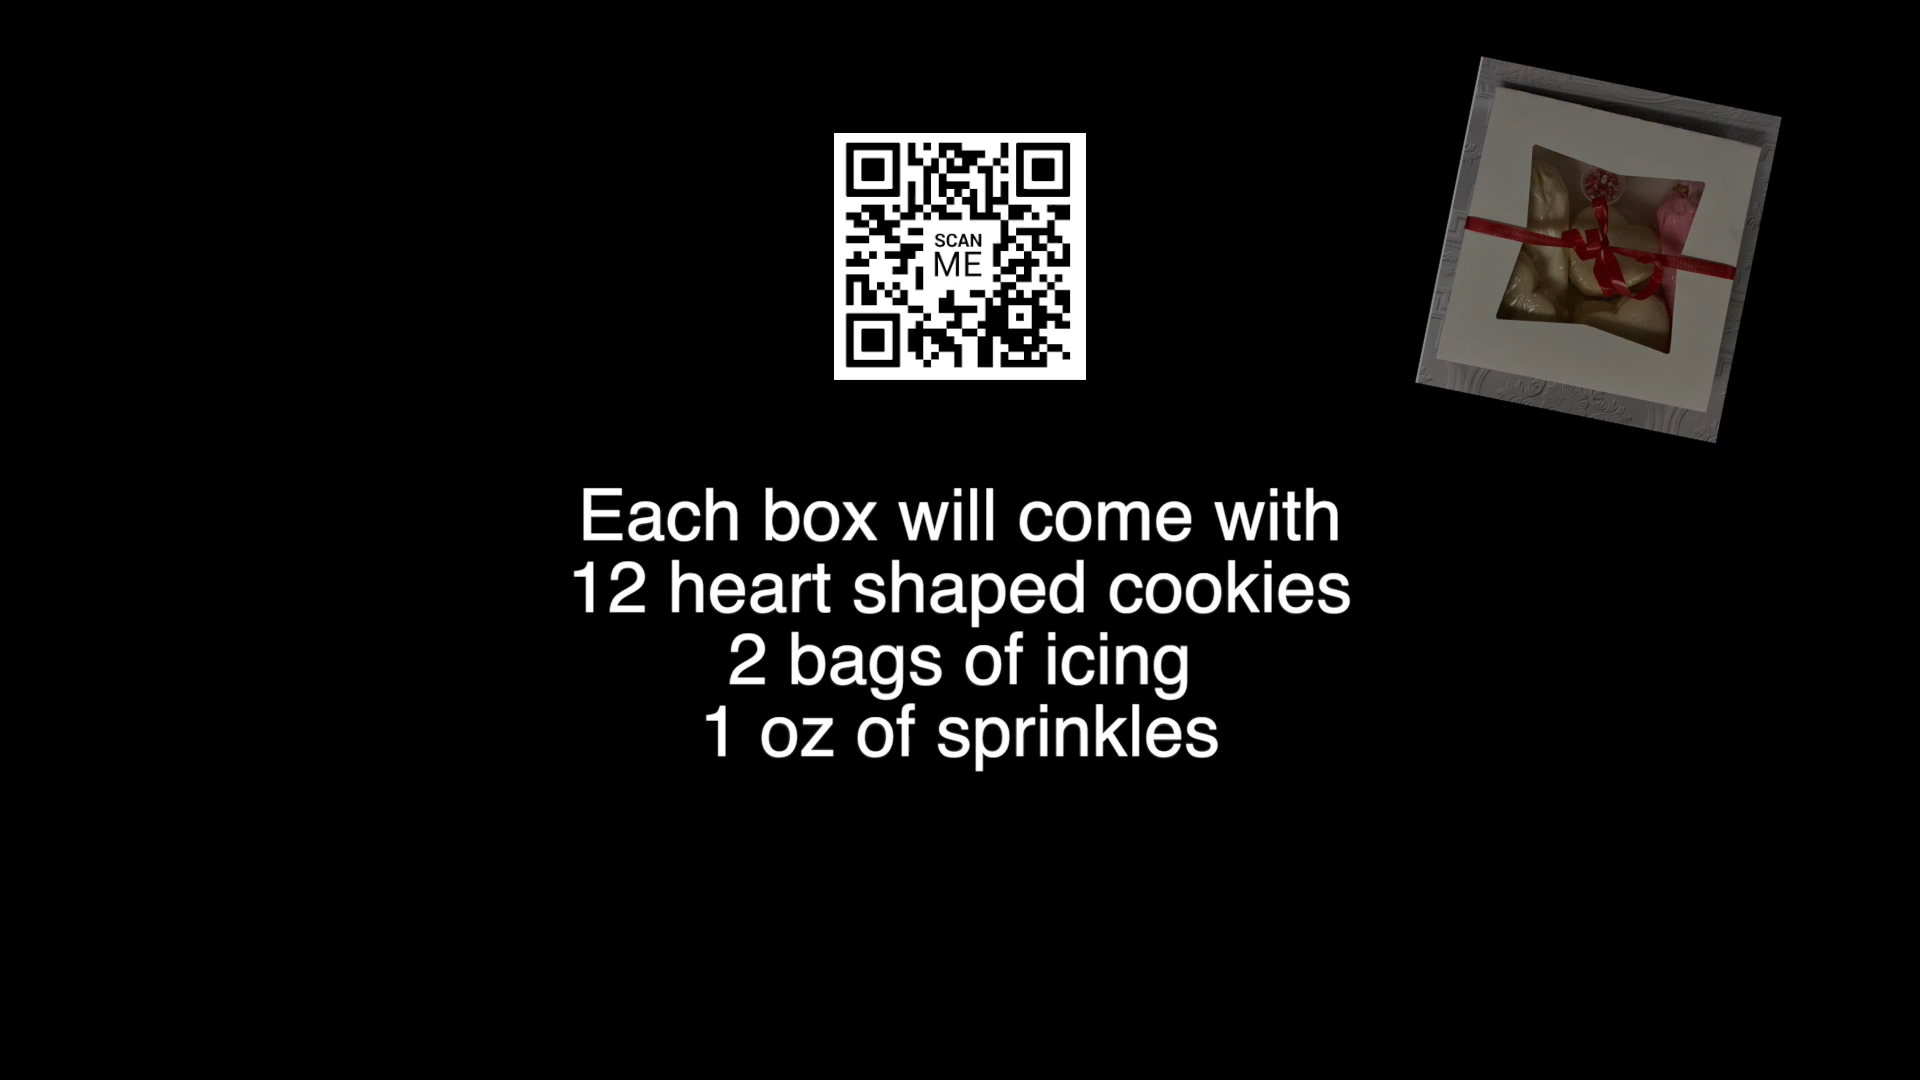 SCAN
ME
Each box will come with
12 heart shaped cookies
2 bags of icing
1 oz of sprinkles